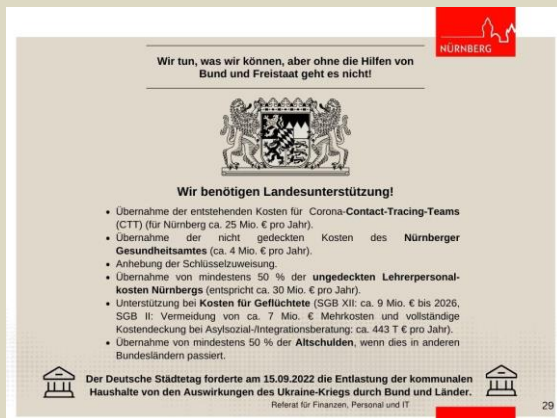 NÜRNBERG
Wir tun, was wir können, aber ohne die Hilfen von
Bund und Freistaat geht es nicht!
Wir benötigen Landesunterstützung!
• Übernahme der entstehenden Kosten für Corona-Contact-Tracing-Teams
(CTT) (für Nürnberg ca. 25 Mio. € pro Jahr).
• Übernahme der nicht gedeckten Kosten des Nürnberger
Gesundheitsamtes (ca. 4 Mio. € pro Jahr).
• Anhebung der Schlüsselzuweisung.
• Übernahme von mindestens 50 % der ungedeckten Lehrerpersonal-
kosten Nürnbergs (entspricht ca. 30 Mio. € pro Jahr).
• Unterstützung bei Kosten für Geflüchtete (SGB XII: ca. 9 Mio. € bis 2026,
SGB II: Vermeidung von ca. 7 Mio. € Mehrkosten und vollständige
Kostendeckung bei Asylsozial-/Integrationsberatung: ca. 443 T € pro Jahr).
• Übernahme von mindestens 50 % der Altschulden, wenn dies in anderen
Bundesländern passiert.
Der Deutsche Städtetag forderte am 15.09.2022 die Entlastung der kommunalen
Haushalte von den Auswirkungen des Ukraine-Kriegs durch Bund und Länder.
Referat für Finanzen, Personal und IT
29